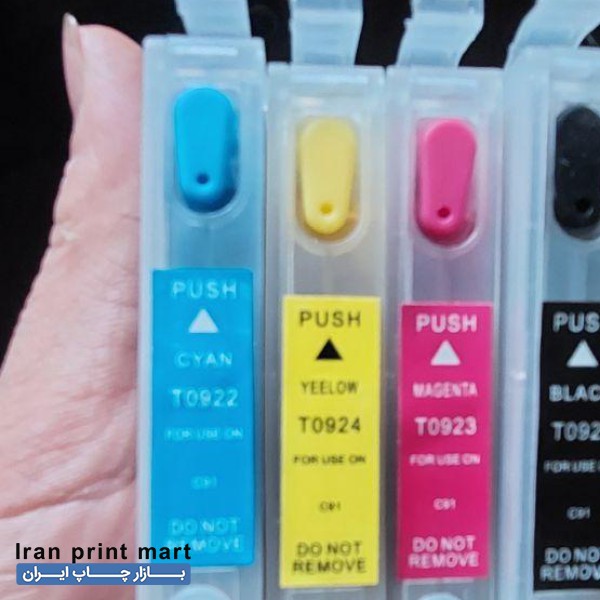 PUSH
CYAN
T0922
FOR USE ON
C91
DO NOT
REMOVE
PUSH
YEELOW
T0924
FOR USE ON
C91
DO NOT
REMOVE
PUSH
MAGENTA
T0923
FOR USE ON
C91
DO NOT
REMOVE
PUS
BLAC
T092
FOR USE O
C91
DO NO
REMOV
Iran print mart
بازار چاپ ایران